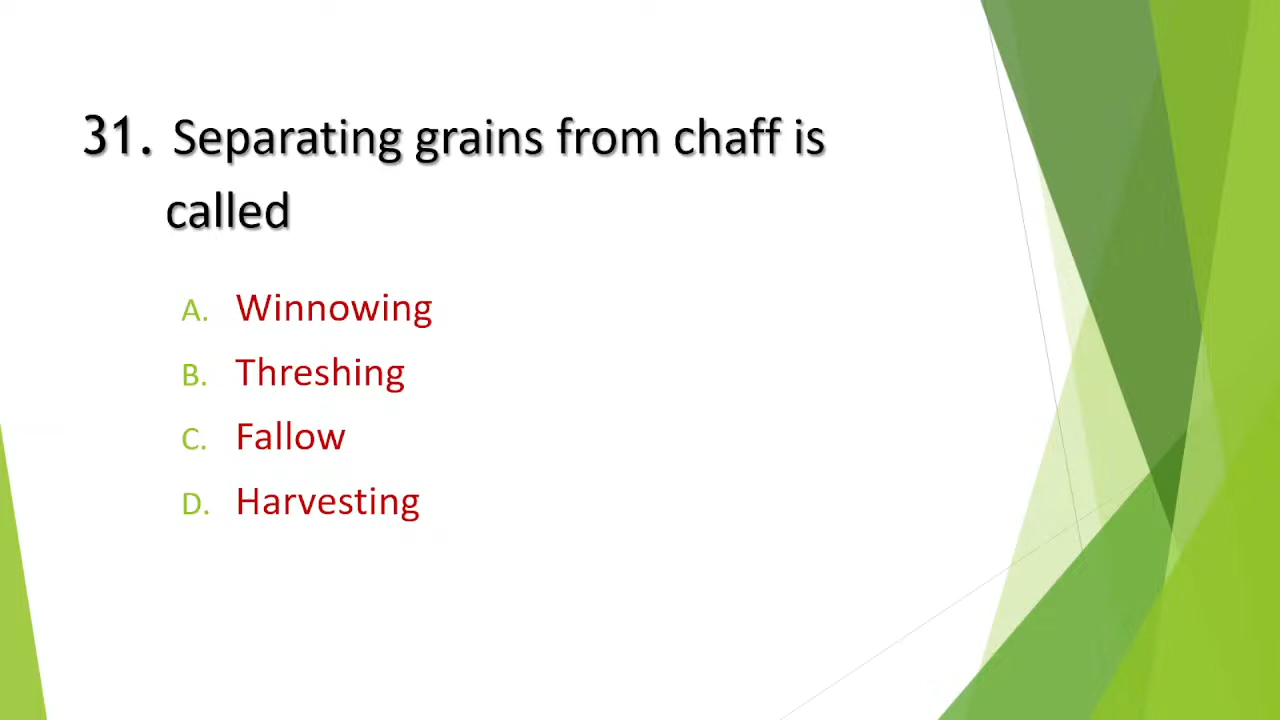 31. Separating grains from chaff is
called
A. Winnowing
B. Threshing
C. Fallow
D. Harvesting